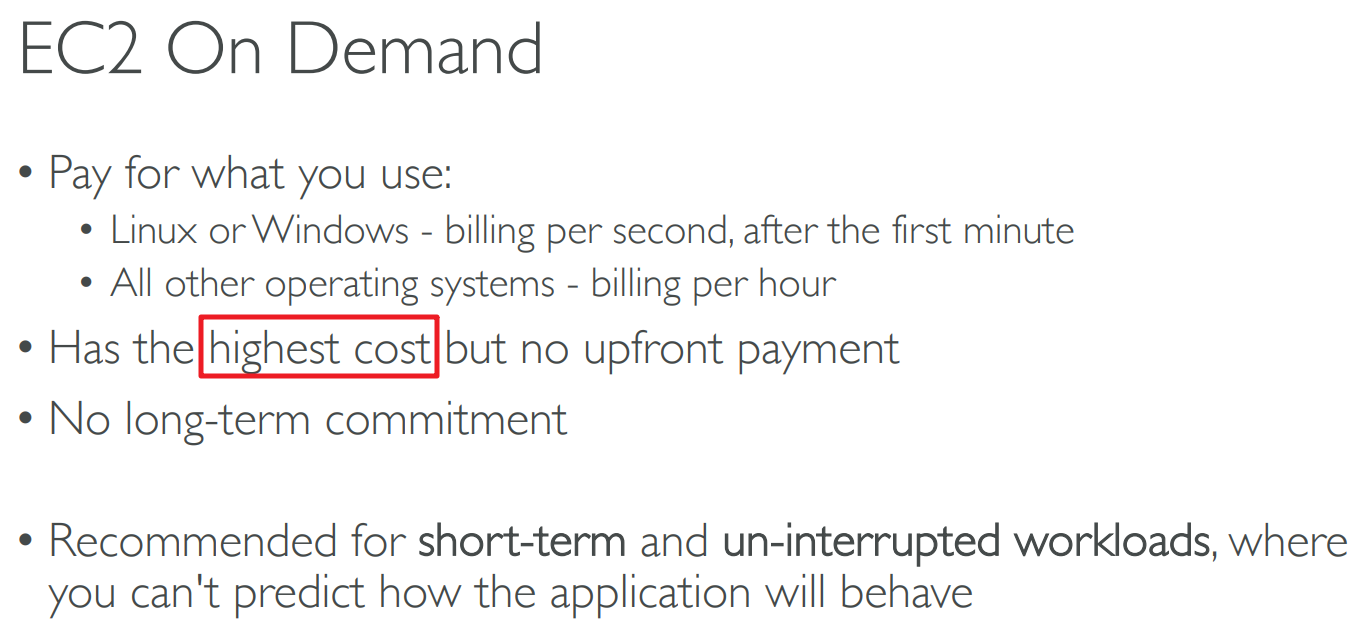 EC2 On Demand
• Pay for what you use:
• Linux or Windows - billing per second, after the first minute
• All other operating systems - billing per hour
• Has the highest cost but no upfront payment
• No long-term commitment
• Recommended for short-term and un-interrupted workloads, where
you can't predict how the application will behave